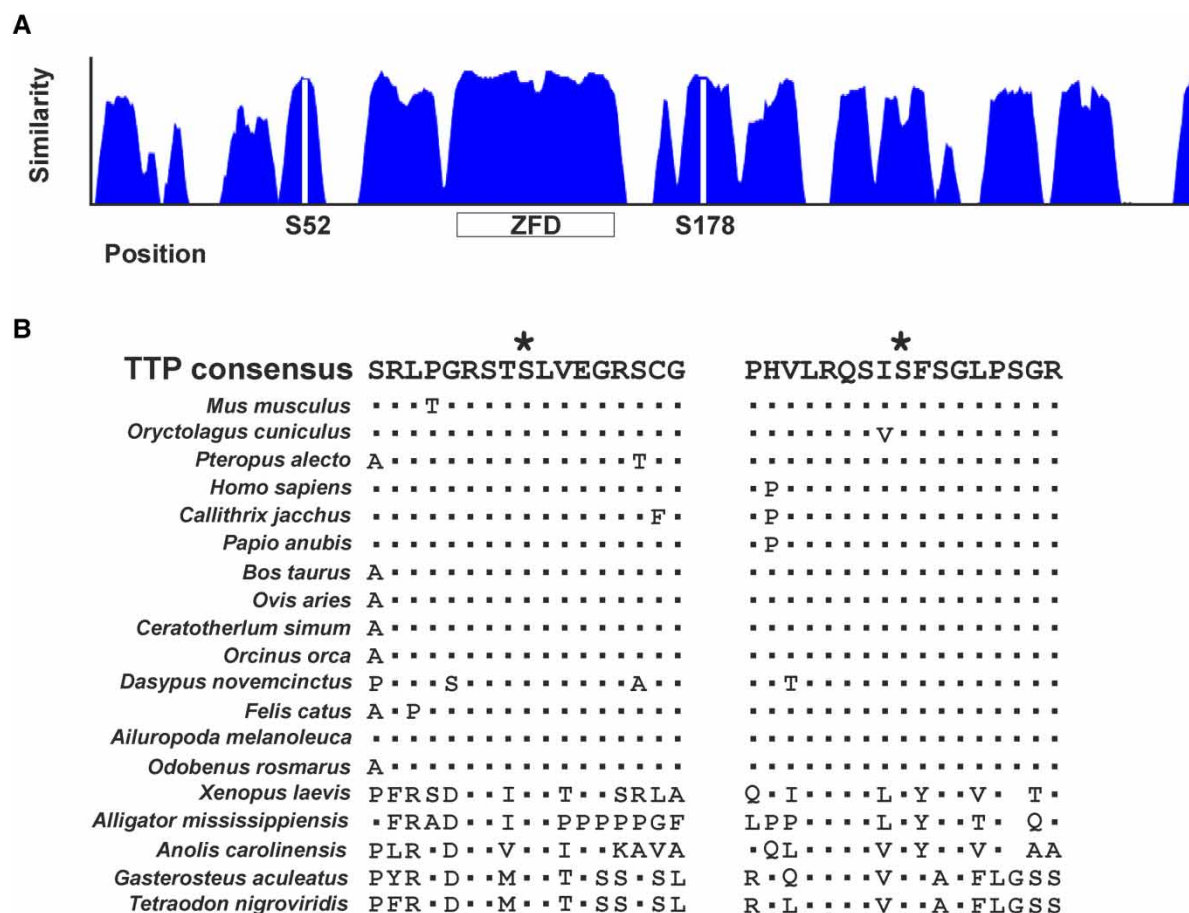 A
Similarity
S52
ZFD
S178
Position
B
* *
TTP consensus SRLPGRSTSLVEGRSCG PHVLRQSISFSGLPSGR
Mus musculus ···T············· ·················
Oryctolagus cuniculus ················· ·······V·········
Pteropus alecto A·············T·· ·················
Homo sapiens ················· ·P···············
Callithrix jacchus ···············F· ·P···············
Papio anubis ················· ·P···············
Bos taurus A················ ·················
Ovis aries A················ ·················
Ceratotherlum simum A················ ·················
Orcinus orca A················ ·················
Dasypus novemcinctus P···S·········A·· ··T··············
Felis catus A·P·············· ·················
Ailuropoda melanoleuca ················· ·················
Odobenus rosmarus A················ ·················
Xenopus laevis PFRSD··I··T··SRLA Q·I····L·Y··V··T·
Alligator mississippiensis ·FRAD··I··PPPPPGF LPP····L·Y··T··Q·
Anolis carolinensis PLR·D··V··I··KAVA ·QL····V·Y··V··AA
Gasterosteus aculeatus PYR·D··M··T·SS·SL R·Q····V··A·FLGSS
Tetraodon nigroviridis PFR·D··M··T·SS·SL R·L····V··A·FLGSS